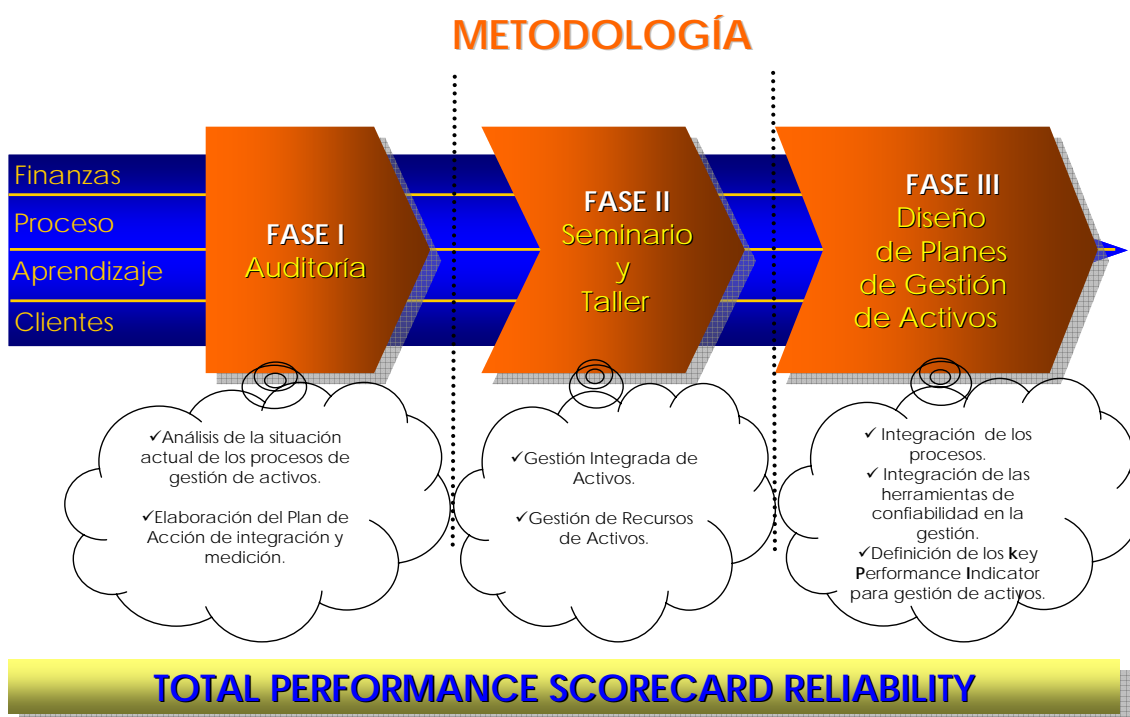 METODOLOGÍA
Finanzas
Proceso
Aprendizaje
Clientes
FASE I
Auditoría
FASE II
Seminario
y
Taller
FASE III
Diseño
de Planes
de Gestión
de Activos
✓Análisis de la situación
actual de los procesos de
gestión de activos.
✓Elaboración del Plan de
Acción de integración y
medición.
✓Gestión Integrada de
Activos.
✓Gestión de Recursos
de Activos.
✓ Integración de los
procesos.
✓ Integración de las
herramientas de
confiabilidad en la
gestión.
✓Definición de los key
Performance Indicator
para gestión de activos.
TOTAL PERFORMANCE SCORECARD RELIABILITY